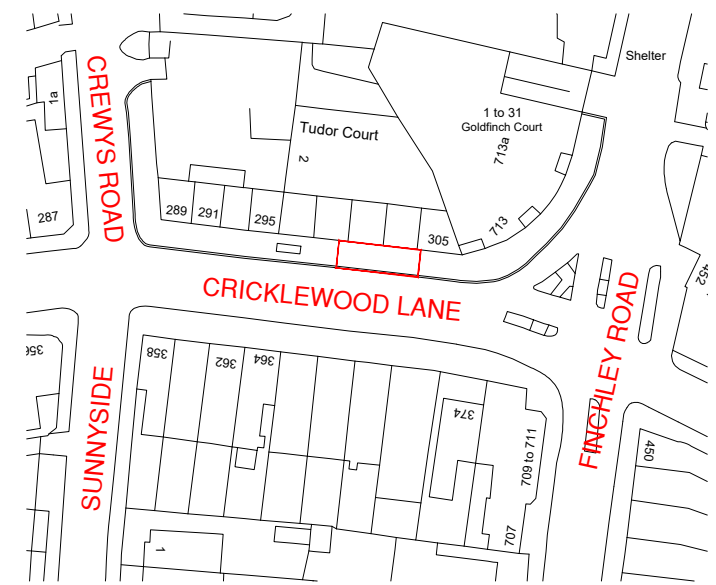 Shelter
CREWYS ROAD
1a
1 to 31
Goldfinch Court
713a
Tudor Court
2
287
289
291
295
305
713
452
CRICKLEWOOD LANE
FINCHLEY ROAD
356
358
362
364
374
SUNNYSIDE
709 to 711
707
450
1